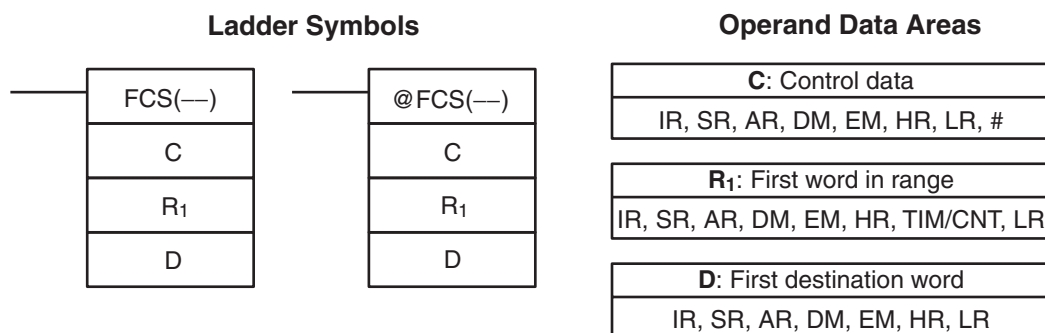 Ladder Symbols
FCS(––)
C
R1
D
@FCS(––)
C
R1
D
Operand Data Areas
C: Control data
IR, SR, AR, DM, EM, HR, LR, #
R1: First word in range
IR, SR, AR, DM, EM, HR, TIM/CNT, LR
D: First destination word
IR, SR, AR, DM, EM, HR, LR